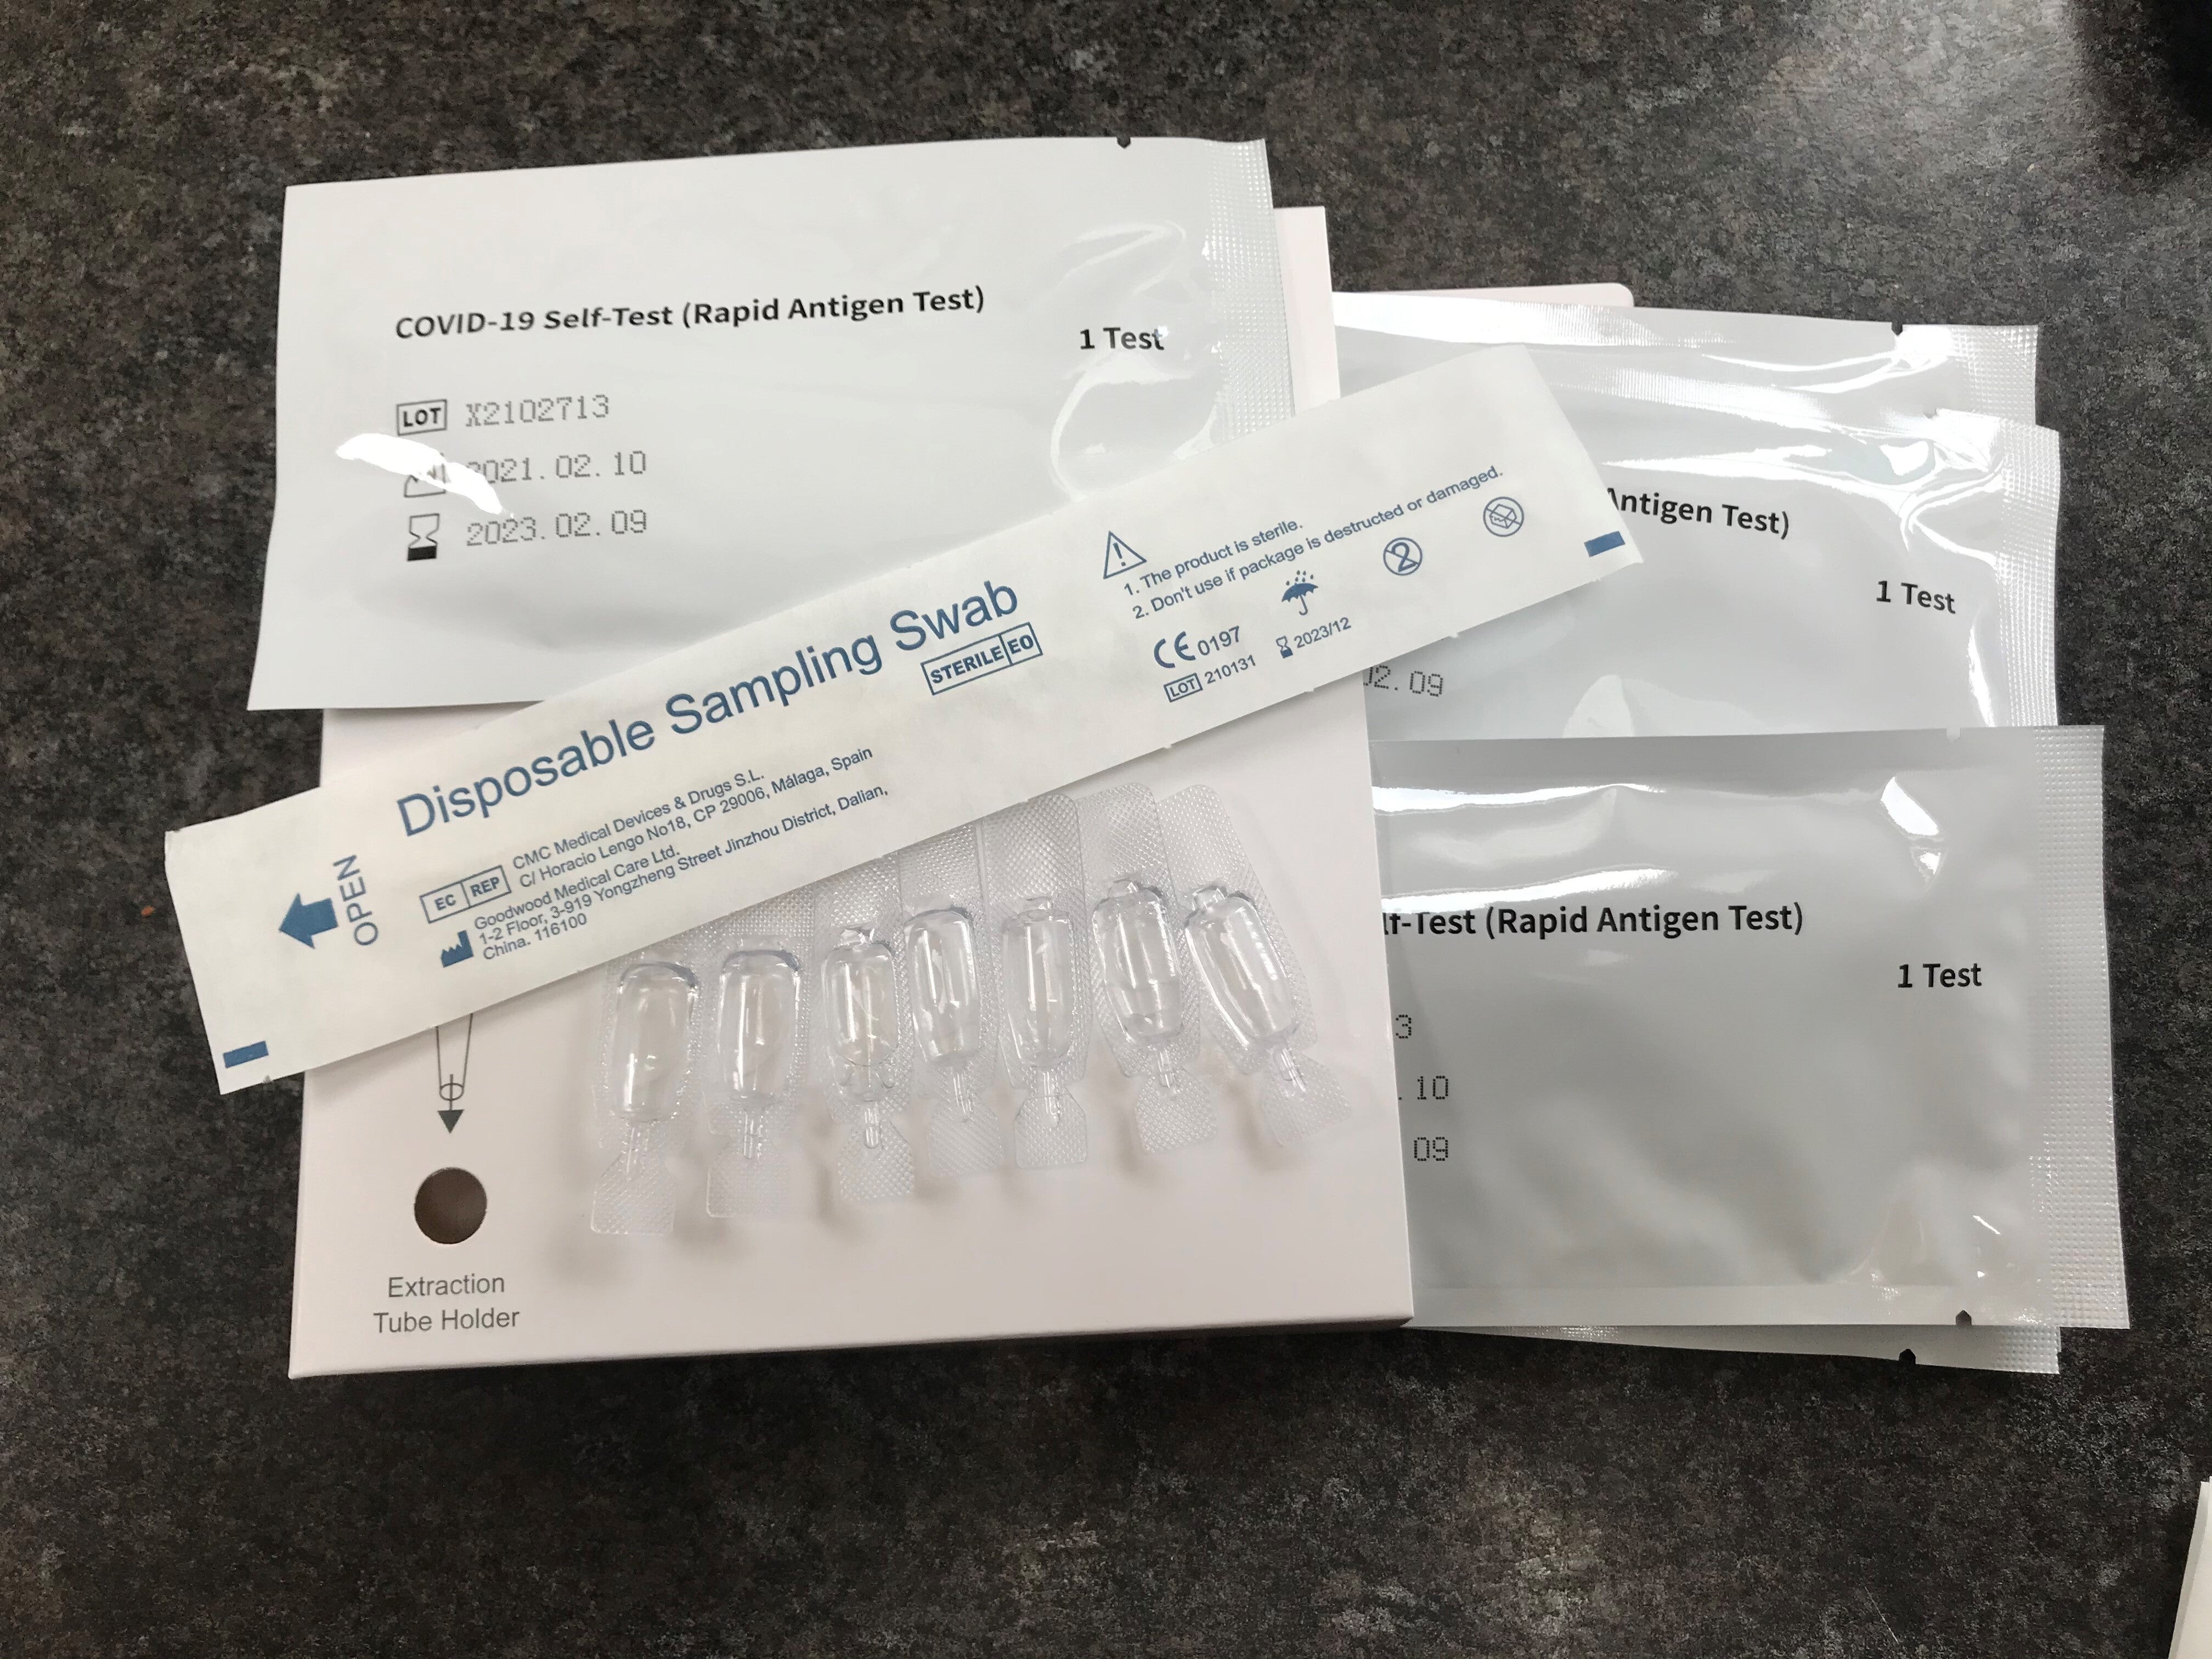 COVID-19 Self-Test (Rapid Antigen Test)
1 Test
LOT X2102713
2021.02.10
2023.02.09
Disposable Sampling Swab
STERILE EO
1. The product is sterile.
2. Don't use if package is destructed or damaged.
2
CE 0197
LOT 210131
2023/12
OPEN
EC REP
CMC Medical Devices & Drugs S.L.
C/ Horacio Lengo No18, CP 29006, Málaga, Spain
Goodwood Medical Care Ltd.
1-2 Floor, 3-919 Yongzheng Street Jinzhou District, Dalian,
China. 116100
Extraction
Tube Holder
Antigen Test)
1 Test
02.09
lf-Test (Rapid Antigen Test)
1 Test
3
.10
09